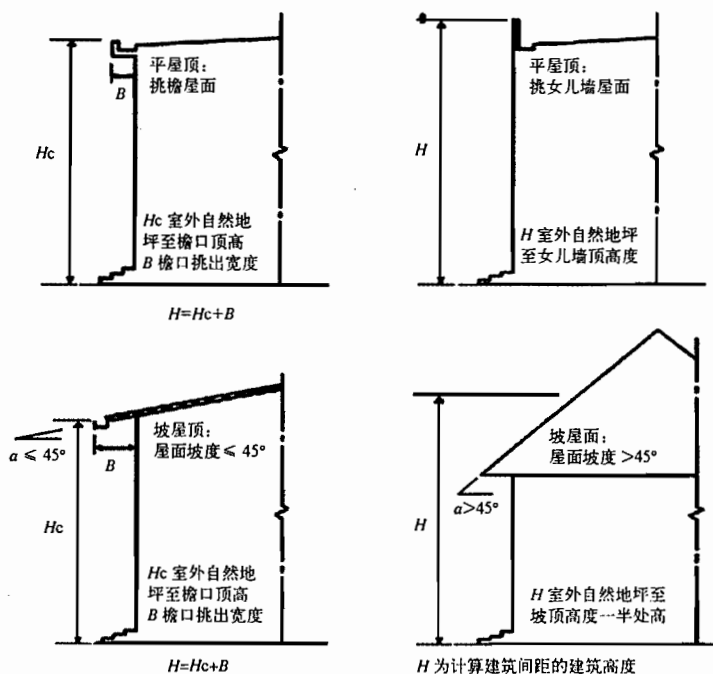 平屋顶：
挑檐屋面
B
Hc
Hc 室外自然地
坪至檐口顶高
B 檐口挑出宽度
H=Hc+B
H
平屋顶：
挑女儿墙屋面
H
H 室外自然地坪
至女儿墙顶高度
a ≤ 45°
B
坡屋顶：
屋面坡度 ≤ 45°
Hc
Hc 室外自然地
坪至檐口顶高
B 檐口挑出宽度
H=Hc+B
坡屋面：
屋面坡度 >45°
a>45°
H
H 室外自然地坪至
坡顶高度一半处高
H 为计算建筑间距的建筑高度